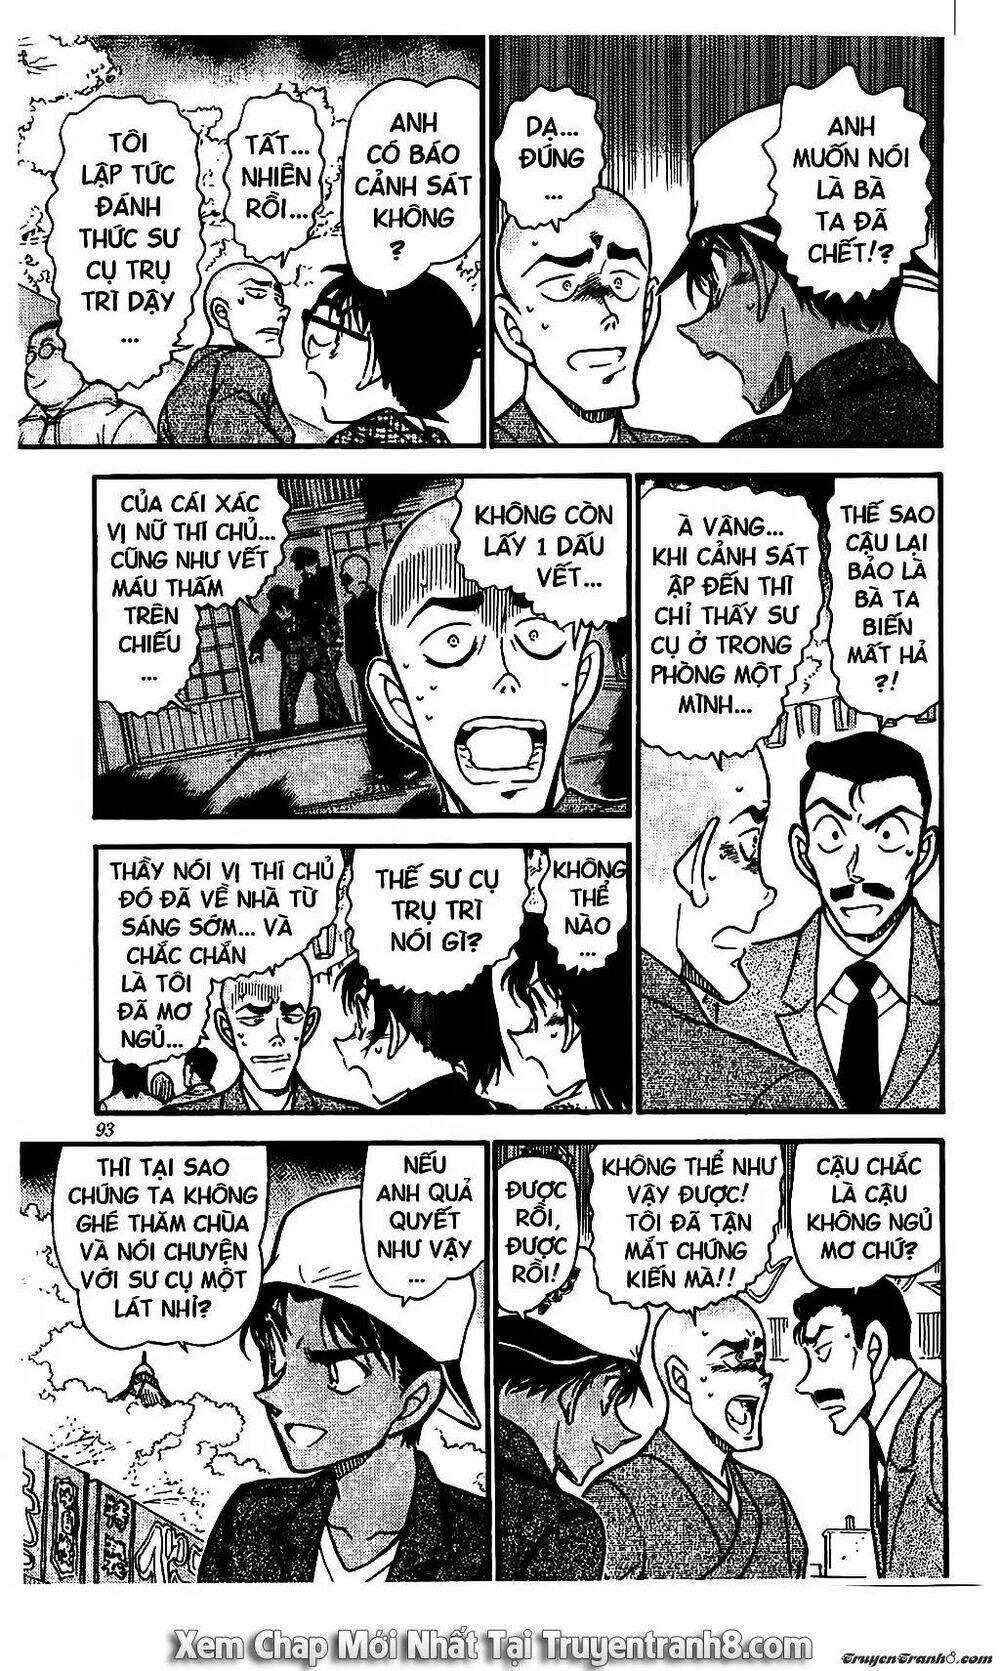 ANH
MUỐN NÓI
LÀ BÀ
TA ĐÃ
CHẾT!?
DẠ...
ĐÚNG
...
ANH
CÓ BÁO
CẢNH SÁT
KHÔNG
?
TẤT...
NHIÊN
RỒI...
TÔI
LẬP TỨC
ĐÁNH
THỨC SƯ
CỤ TRỤ
TRÌ DẬY
...
THẾ SAO
CẬU LẠI
BẢO LÀ
BÀ TA
BIẾN
MẤT HẢ
?!
À VÂNG...
KHI CẢNH SÁT
ẬP ĐẾN THÌ
CHỈ THẤY SƯ
CỤ Ở TRONG
PHÒNG MỘT
MÌNH...
KHÔNG CÒN
LẤY 1 DẤU
VẾT...
CỦA CÁI XÁC
VỊ NỮ THÍ CHỦ...
CŨNG NHƯ VẾT
MÁU THẤM
TRÊN
CHIẾU
...
KHÔNG
THỂ
NÀO
...
THẾ SƯ CỤ
TRỤ TRÌ
NÓI GÌ?
THẦY NÓI VỊ THÍ CHỦ
ĐÓ ĐÃ VỀ NHÀ TỪ
SÁNG SỚM... VÀ
CHẮC CHẮN
LÀ TÔI
ĐÃ MƠ
NGỦ...
93
CẬU CHẮC
LÀ CẬU
KHÔNG NGỦ
MƠ CHỨ?
KHÔNG THỂ NHƯ
VẬY ĐƯỢC!
TÔI ĐÃ TẬN
MẮT CHỨNG
KIẾN MÀ!!
ĐƯỢC
RỒI,
ĐƯỢC
RỒI!
NẾU
ANH QUẢ
QUYẾT
NHƯ VẬY
...
THÌ TẠI SAO
CHÚNG TA KHÔNG
GHÉ THĂM CHÙA
VÀ NÓI CHUYỆN
VỚI SƯ CỤ MỘT
LÁT NHỈ?
Xem Chap Mới Nhất Tại Truyentranh8.com
TruyenTranh8.com